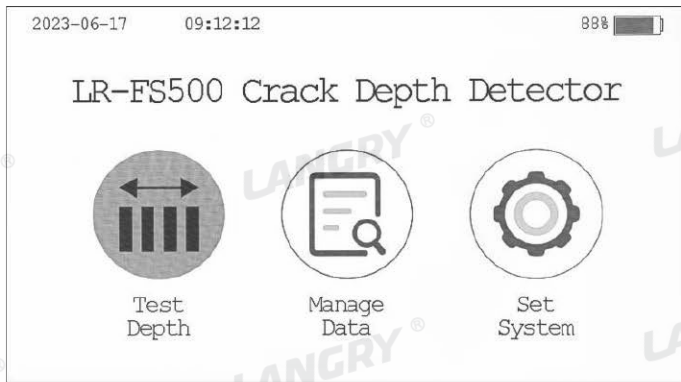 2023-06-17 09:12:12 88%
LR-FS500 Crack Depth Detector
LANGRY ®
Test
Depth
Manage
Data
Set
System
LANGRY ®